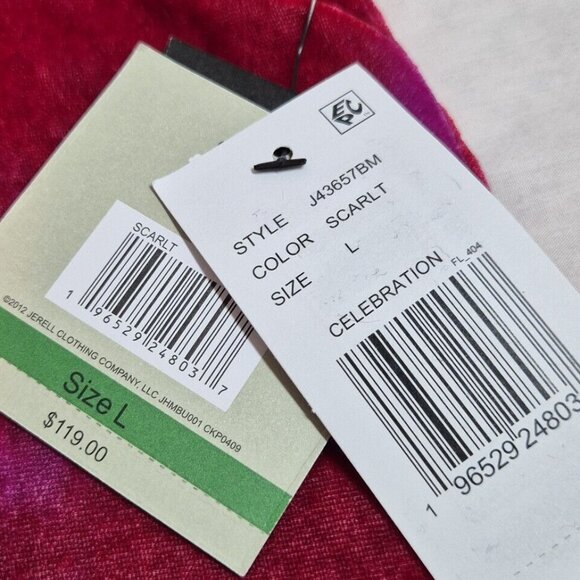 SCARLT
1 96529 24803 7
©2012 JERELL CLOTHING COMPANY, LLC JHMBU001 CKP0409
Size L
$119.00
EPC
STYLE J43657BM
COLOR SCARLT
SIZE L
CELEBRATION FL_404
1 96529 24803